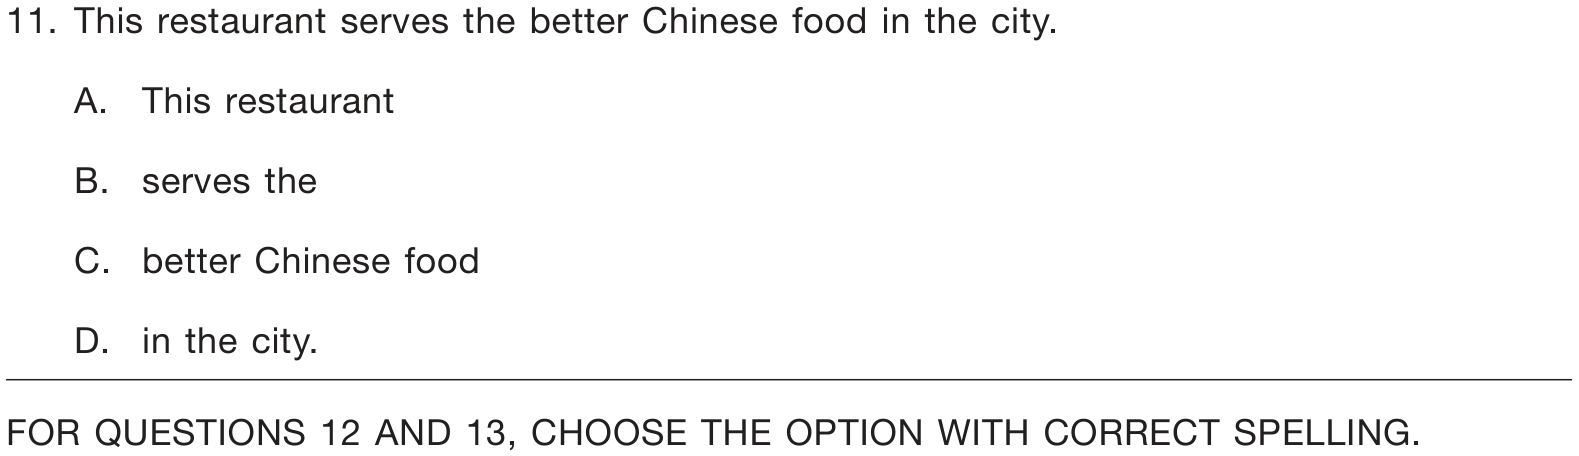 11. This restaurant serves the better Chinese food in the city.
A. This restaurant
B. serves the
C. better Chinese food
D. in the city.
FOR QUESTIONS 12 AND 13, CHOOSE THE OPTION WITH CORRECT SPELLING.